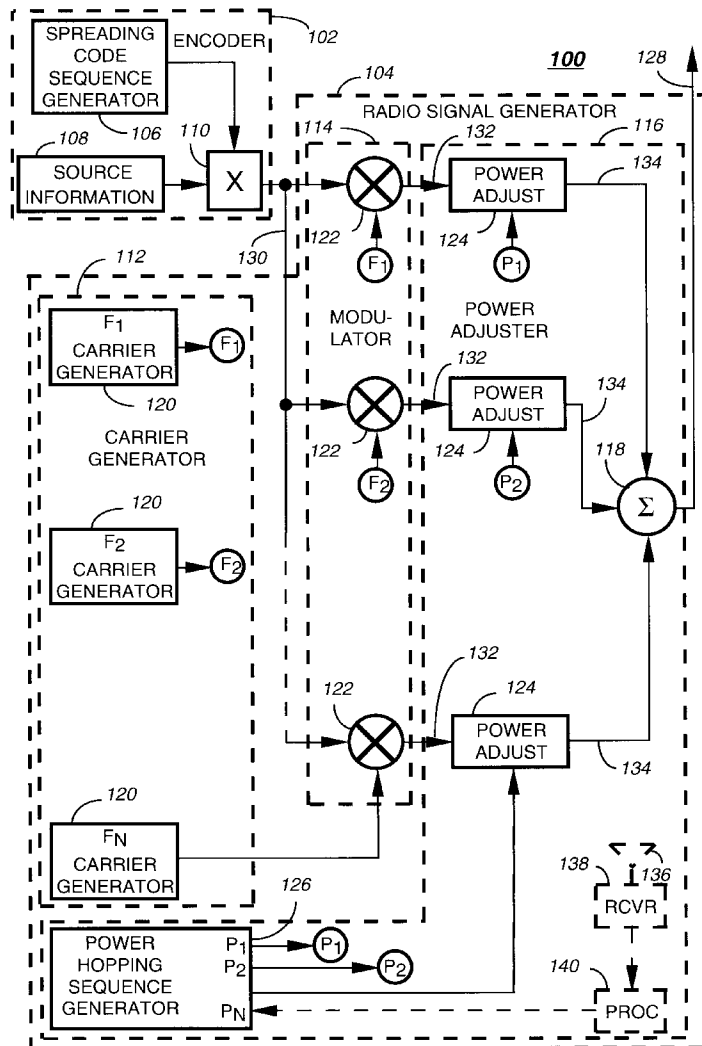 102
SPREADING
CODE
SEQUENCE
GENERATOR
ENCODER
106
108
SOURCE
INFORMATION
110
X
100
128
104
RADIO SIGNAL GENERATOR
114
132
116
POWER
ADJUST
134
122
124
F1
P1
130
112
MODU-
LATOR
POWER
ADJUSTER
F1
CARRIER
GENERATOR
F1
120
CARRIER
GENERATOR
132
POWER
ADJUST
134
122
124
118
F2
P2
Σ
120
F2
CARRIER
GENERATOR
F2
122
132
124
POWER
ADJUST
134
120
FN
CARRIER
GENERATOR
138
136
RCVR
126
POWER
HOPPING
SEQUENCE
GENERATOR
P1
P1
P2
P2
PN
140
PROC